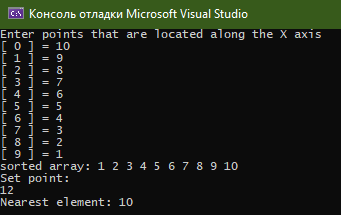 Консоль отладки Microsoft Visual Studio
Enter points that are located along the X axis
[ 0 ] = 10
[ 1 ] = 9
[ 2 ] = 8
[ 3 ] = 7
[ 4 ] = 6
[ 5 ] = 5
[ 6 ] = 4
[ 7 ] = 3
[ 8 ] = 2
[ 9 ] = 1
sorted array: 1 2 3 4 5 6 7 8 9 10
Set point:
12
Nearest element: 10